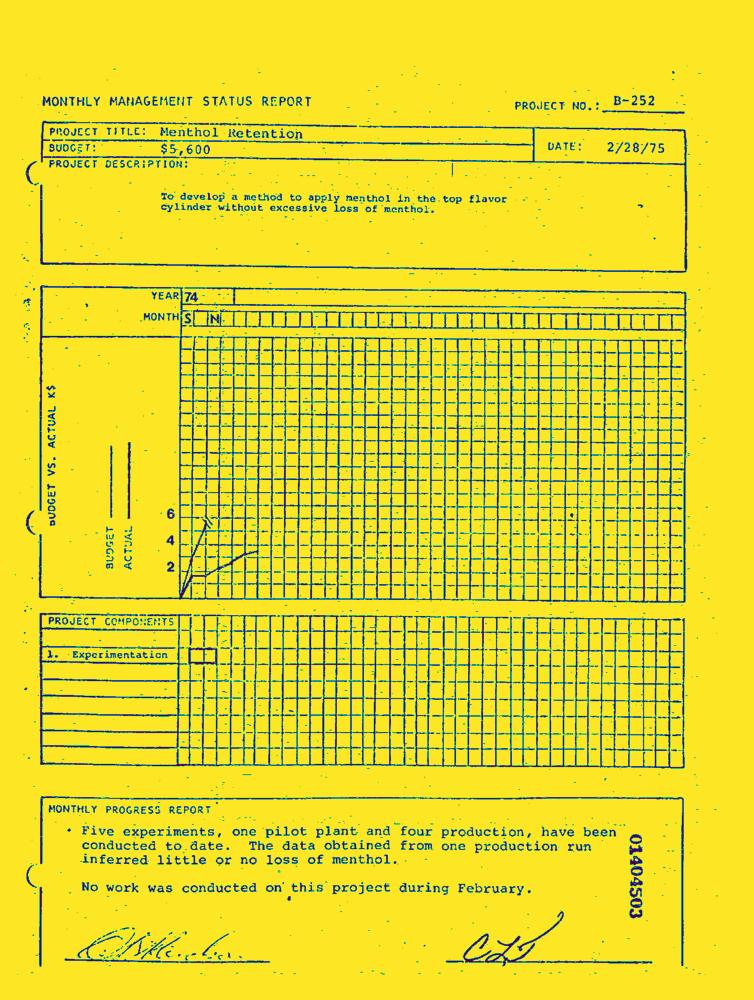 MONTHLY MANAGEMENT STATUS REPORT
PROJECT NO.: B-252
PROJECT TITLE: Menthol Retention
BUDGET: $5,600
DATE: 2/28/75
PROJECT DESCRIPTION:
To develop a method to apply menthol in the top flavor
cylinder without excessive loss of menthol.
YEAR 74
MONTH S N
BUDGET VS. ACTUAL K$
BUDGET
ACTUAL
6
4
2
PROJECT COMPONENTS
1. Experimentation
MONTHLY PROGRESS REPORT
· Five experiments, one pilot plant and four production, have been
conducted to date. The data obtained from one production run
inferred little or no loss of menthol.
No work was conducted on this project during February.
01404503
CLT